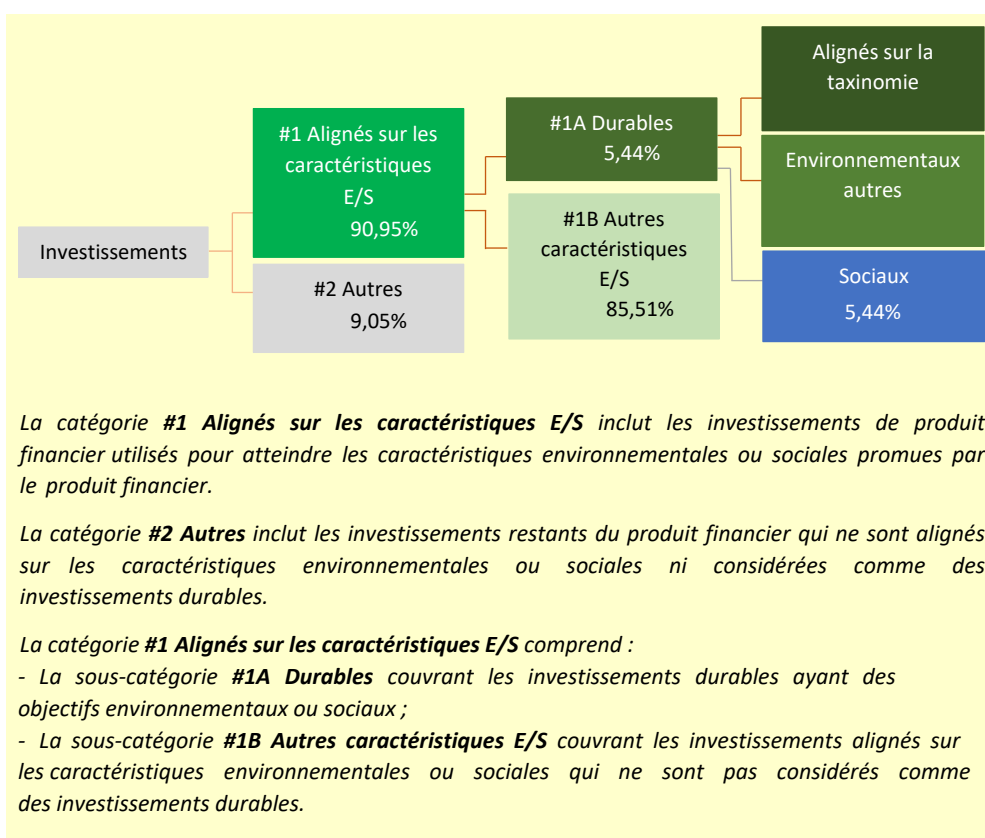 Investissements
#1 Alignés sur les
caractéristiques
E/S
90,95%
#2 Autres
9,05%
#1A Durables
5,44%
#1B Autres
caractéristiques
E/S
85,51%
Alignés sur la
taxinomie
Environnementaux
autres
Sociaux
5,44%
La catégorie #1 Alignés sur les caractéristiques E/S inclut les investissements de produit
financier utilisés pour atteindre les caractéristiques environnementales ou sociales promues par
le produit financier.
La catégorie #2 Autres inclut les investissements restants du produit financier qui ne sont alignés
sur les caractéristiques environnementales ou sociales ni considérées comme des
investissements durables.
La catégorie #1 Alignés sur les caractéristiques E/S comprend :
- La sous-catégorie #1A Durables couvrant les investissements durables ayant des
objectifs environnementaux ou sociaux ;
- La sous-catégorie #1B Autres caractéristiques E/S couvrant les investissements alignés sur
les caractéristiques environnementales ou sociales qui ne sont pas considérés comme
des investissements durables.